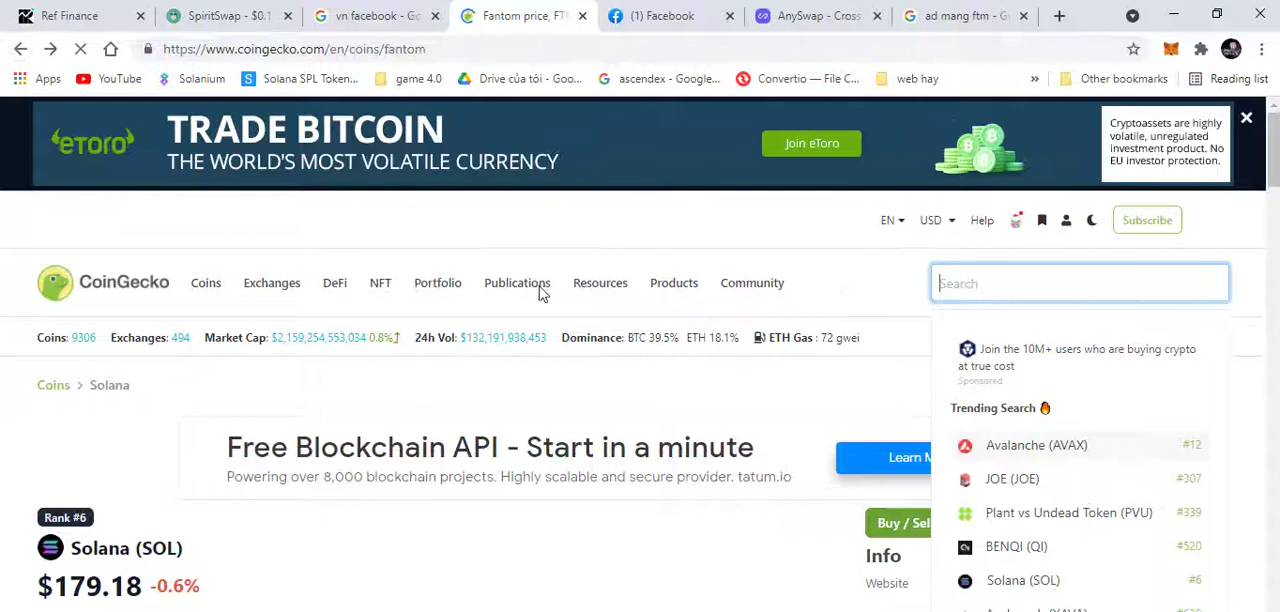 Ref Finance
SpiritSwap - $0.1
vn facebook - Go
Fantom price, FT
(1) Facebook
AnySwap - Cross
ad mang ftm - G
https://www.coingecko.com/en/coins/fantom
Apps
YouTube
Solanium
Solana SPL Token...
game 4.0
Drive của tôi - Goo...
ascendex - Google...
Convertio — File C...
web hay
»
Other bookmarks
Reading list
eToro
TRADE BITCOIN
THE WORLD'S MOST VOLATILE CURRENCY
Join eToro
Cryptoassets are highly
volatile, unregulated
investment product. No
EU investor protection.
EN
USD
Help
Subscribe
CoinGecko
Coins
Exchanges
DeFi
NFT
Portfolio
Publications
Resources
Products
Community
Search
Coins: 9306
Exchanges: 494
Market Cap: $2,159,254,553,034 0.8%
24h Vol: $132,191,938,453
Dominance: BTC 39.5% ETH 18.1%
ETH Gas : 72 gwei
Join the 10M+ users who are buying crypto
at true cost
Sponsored
Coins > Solana
Trending Search
Free Blockchain API - Start in a minute
Powering over 8,000 blockchain projects. Highly scalable and secure provider. tatum.io
Learn M
Avalanche (AVAX) #12
JOE (JOE) #307
Plant vs Undead Token (PVU) #339
BENQI (QI) #520
Solana (SOL) #6
Rank #6
Solana (SOL)
$179.18 -0.6%
Buy / Sel
Info
Website